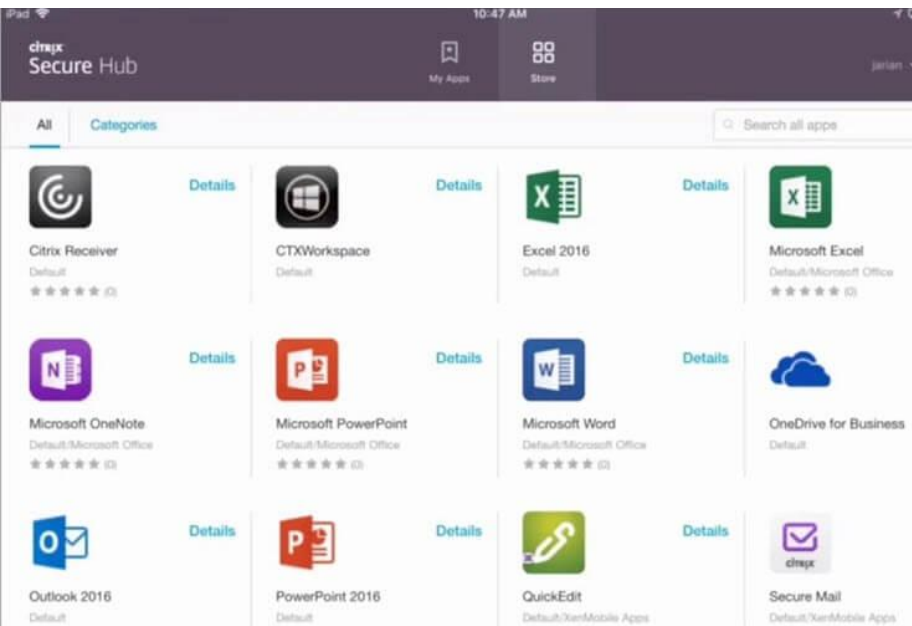 iPad
10:47 AM
citrix
Secure Hub
My Apps
Store
jarian
All
Categories
Search all apps
Details
Details
Details
Citrix Receiver
CTXWorkspace
Excel 2016
Microsoft Excel
Default
Default
Default
Default/Microsoft Office
(0)
(0)
Details
Details
Details
Microsoft OneNote
Microsoft PowerPoint
Microsoft Word
OneDrive for Business
Default/Microsoft Office
Default/Microsoft Office
Default/Microsoft Office
Default
(0)
(0)
(0)
Details
Details
Details
citrix
Outlook 2016
PowerPoint 2016
QuickEdit
Secure Mail
Default
Default
Default/XenMobile Apps
Default/XenMobile Apps